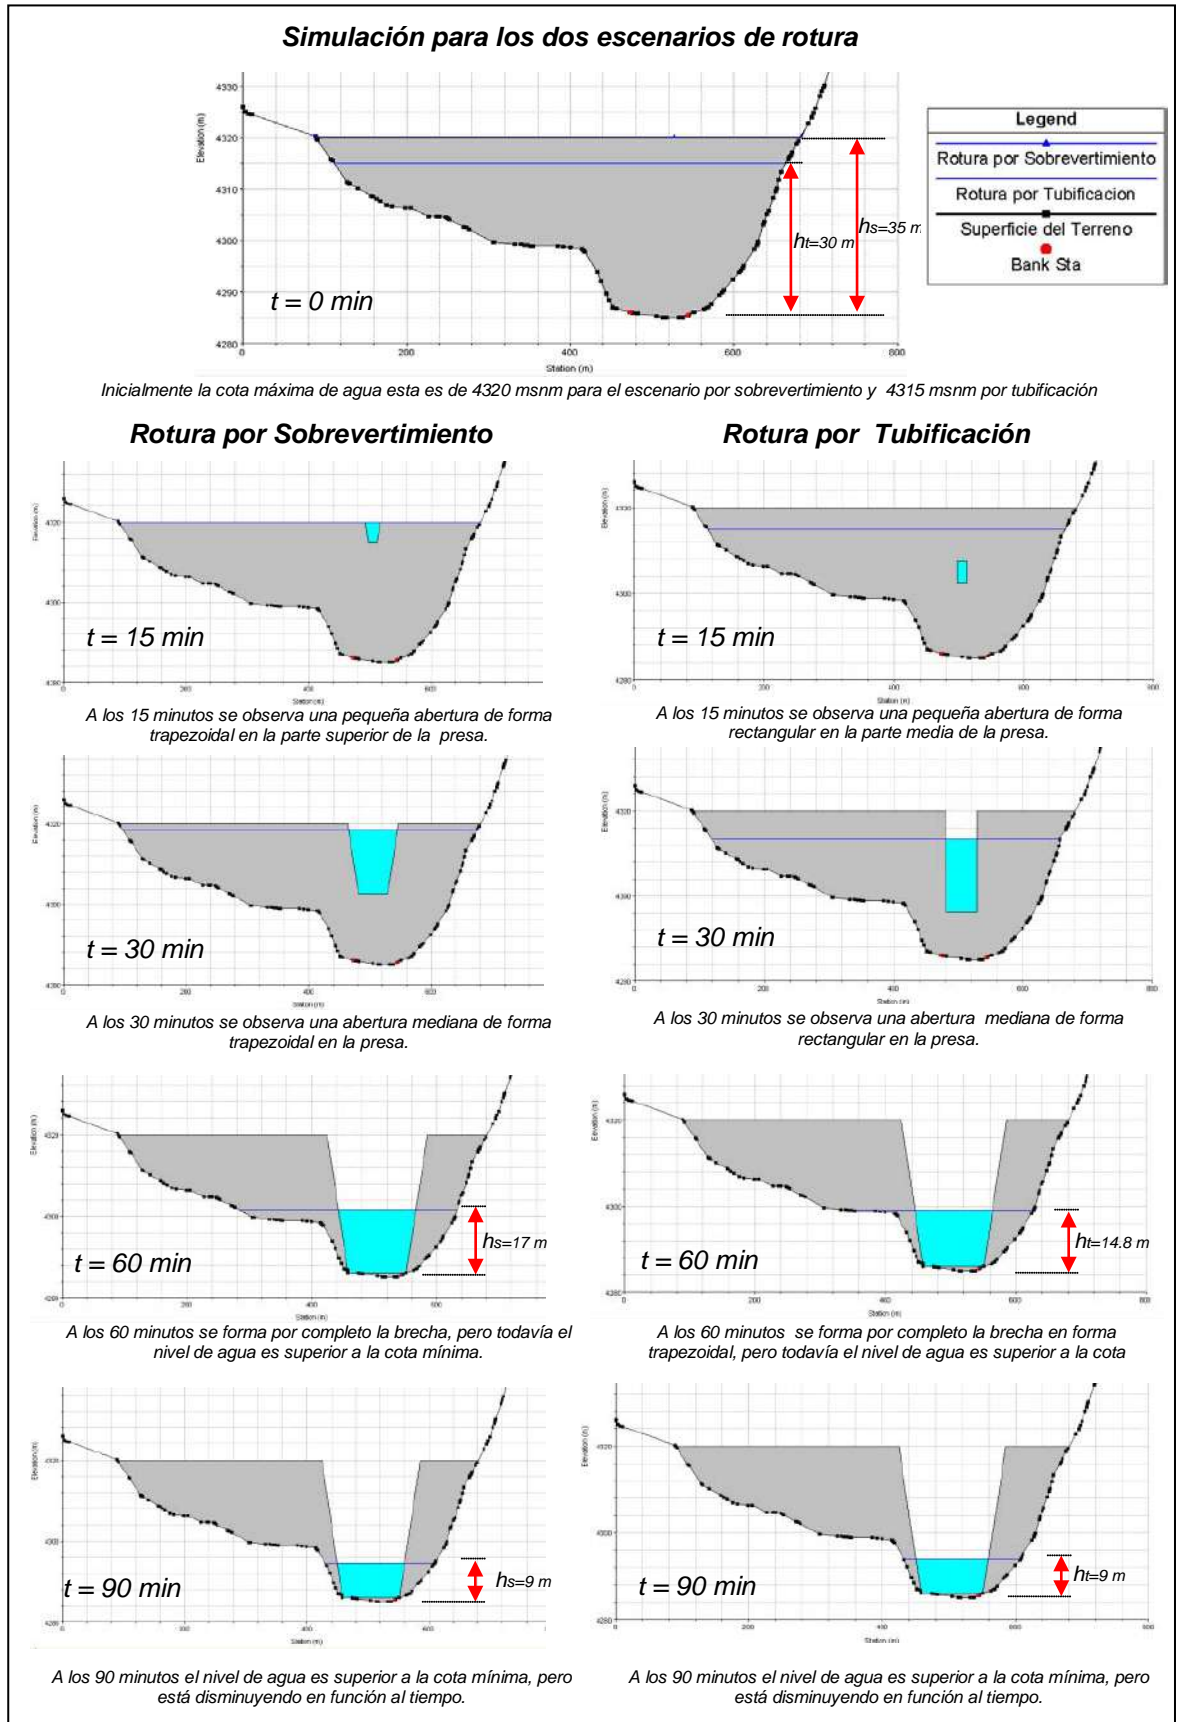 Simulación para los dos escenarios de rotura
4330
4320
4310
4300
4290
4280
Elevation (m)
0
200
400
600
800
Station (m)
t = 0 min
ht=30 m
hs=35 m
Legend
Rotura por Sobrevertimiento
Rotura por Tubificacion
Superficie del Terreno
Bank Sta
Inicialmente la cota máxima de agua esta es de 4320 msnm para el escenario por sobrevertimiento y 4315 msnm por tubificación
Rotura por Sobrevertimiento
Rotura por Tubificación
t = 15 min
Station (m)
A los 15 minutos se observa una pequeña abertura de forma
trapezoidal en la parte superior de la presa.
t = 15 min
Station (m)
A los 15 minutos se observa una pequeña abertura de forma
rectangular en la parte media de la presa.
t = 30 min
Station (m)
A los 30 minutos se observa una abertura mediana de forma
trapezoidal en la presa.
t = 30 min
Station (m)
A los 30 minutos se observa una abertura mediana de forma
rectangular en la presa.
t = 60 min
hs=17 m
Station (m)
A los 60 minutos se forma por completo la brecha, pero todavía el
nivel de agua es superior a la cota mínima.
t = 60 min
ht=14.8 m
Station (m)
A los 60 minutos se forma por completo la brecha en forma
trapezoidal, pero todavía el nivel de agua es superior a la cota
t = 90 min
hs=9 m
Station (m)
A los 90 minutos el nivel de agua es superior a la cota mínima, pero
está disminuyendo en función al tiempo.
t = 90 min
ht=9 m
Station (m)
A los 90 minutos el nivel de agua es superior a la cota mínima, pero
está disminuyendo en función al tiempo.